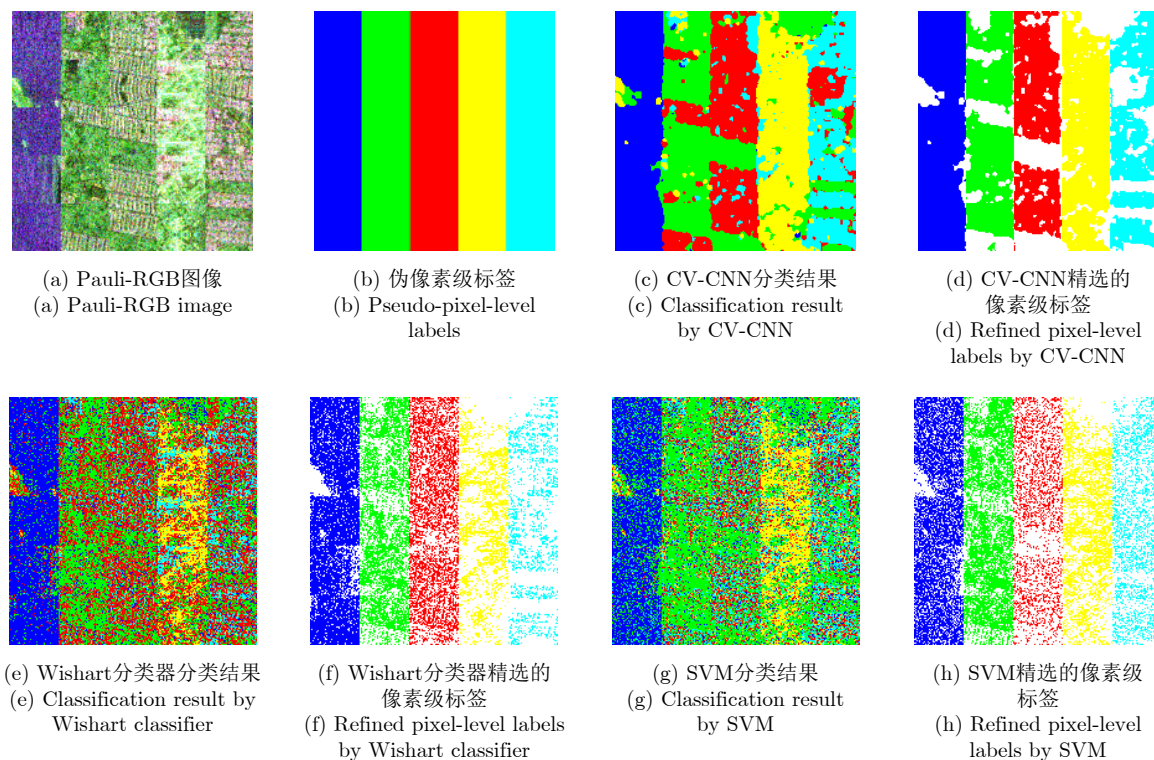 (a) Pauli-RGB图像
(a) Pauli-RGB image
(b) 伪像素级标签
(b) Pseudo-pixel-level
labels
(c) CV-CNN分类结果
(c) Classification result
by CV-CNN
(d) CV-CNN精选的
像素级标签
(d) Refined pixel-level
labels by CV-CNN
(e) Wishart分类器分类结果
(e) Classification result by
Wishart classifier
(f) Wishart分类器精选的
像素级标签
(f) Refined pixel-level labels
by Wishart classifier
(g) SVM分类结果
(g) Classification result
by SVM
(h) SVM精选的像素级
标签
(h) Refined pixel-level
labels by SVM